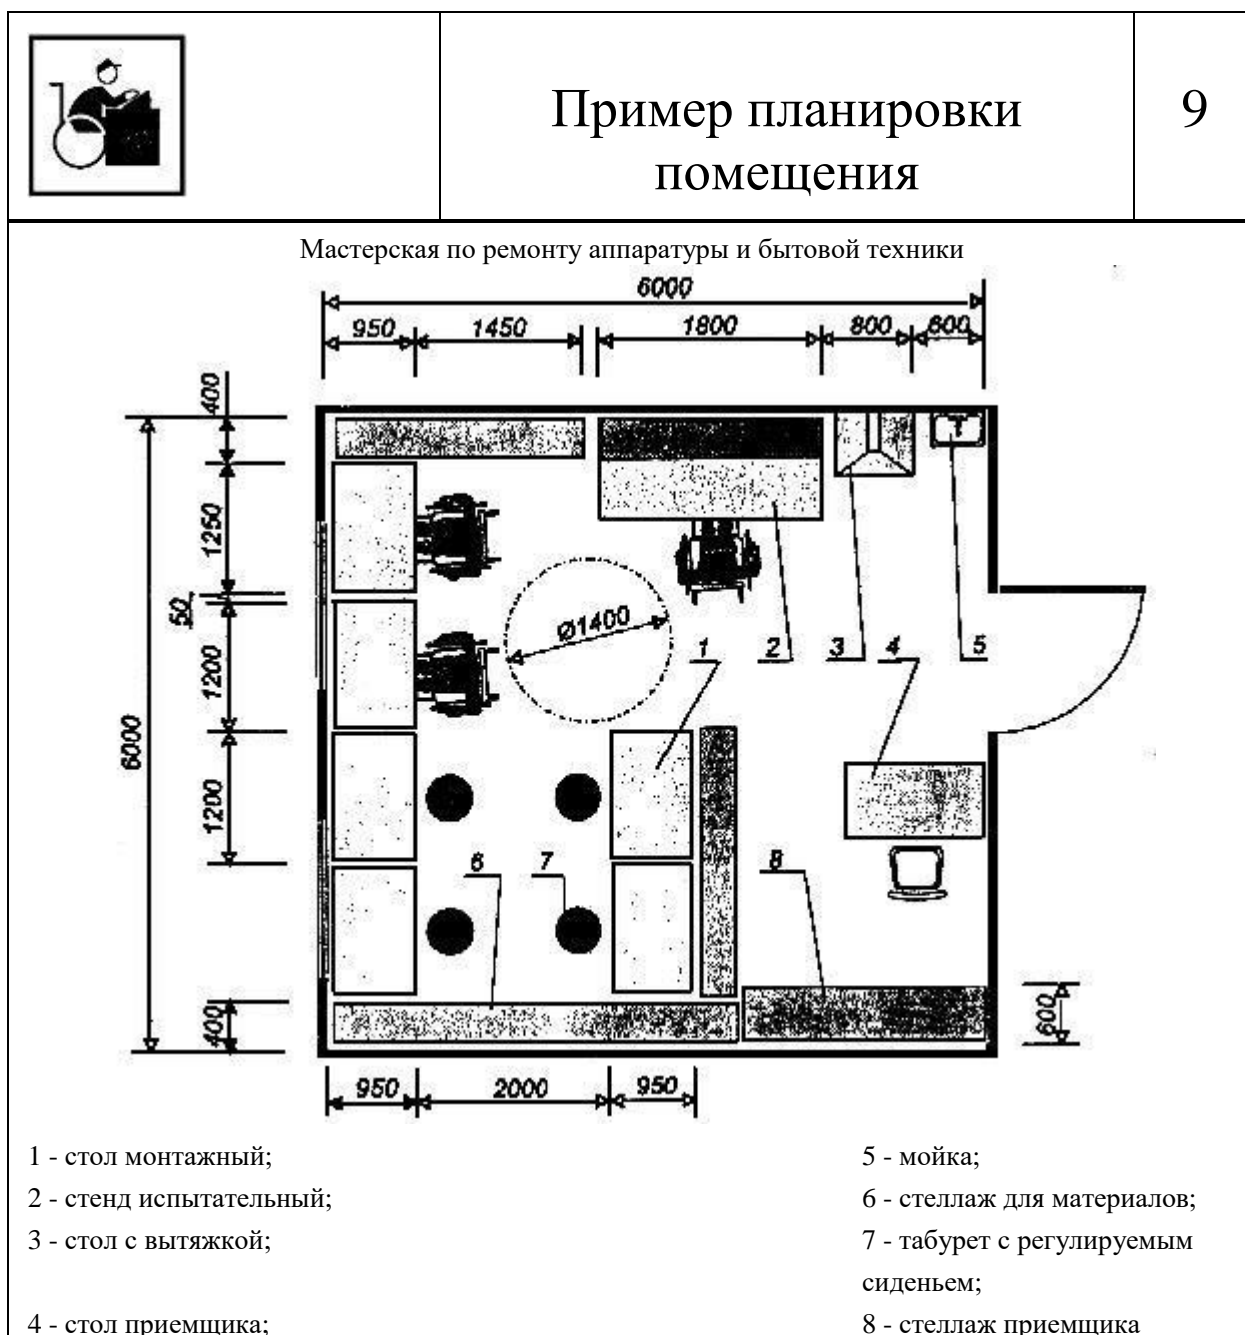 Пример планировки
помещения
9
Мастерская по ремонту аппаратуры и бытовой техники
6000
950 1450 1800 800 600
400
1250
50
1200
1200
6000
400
Ø1400
1 2 3 4 5
6 7 8
600
950 2000 950
1 - стол монтажный;
2 - стенд испытательный;
3 - стол с вытяжкой;
4 - стол приемщика;
5 - мойка;
6 - стеллаж для материалов;
7 - табурет с регулируемым
сиденьем;
8 - стеллаж приемщика